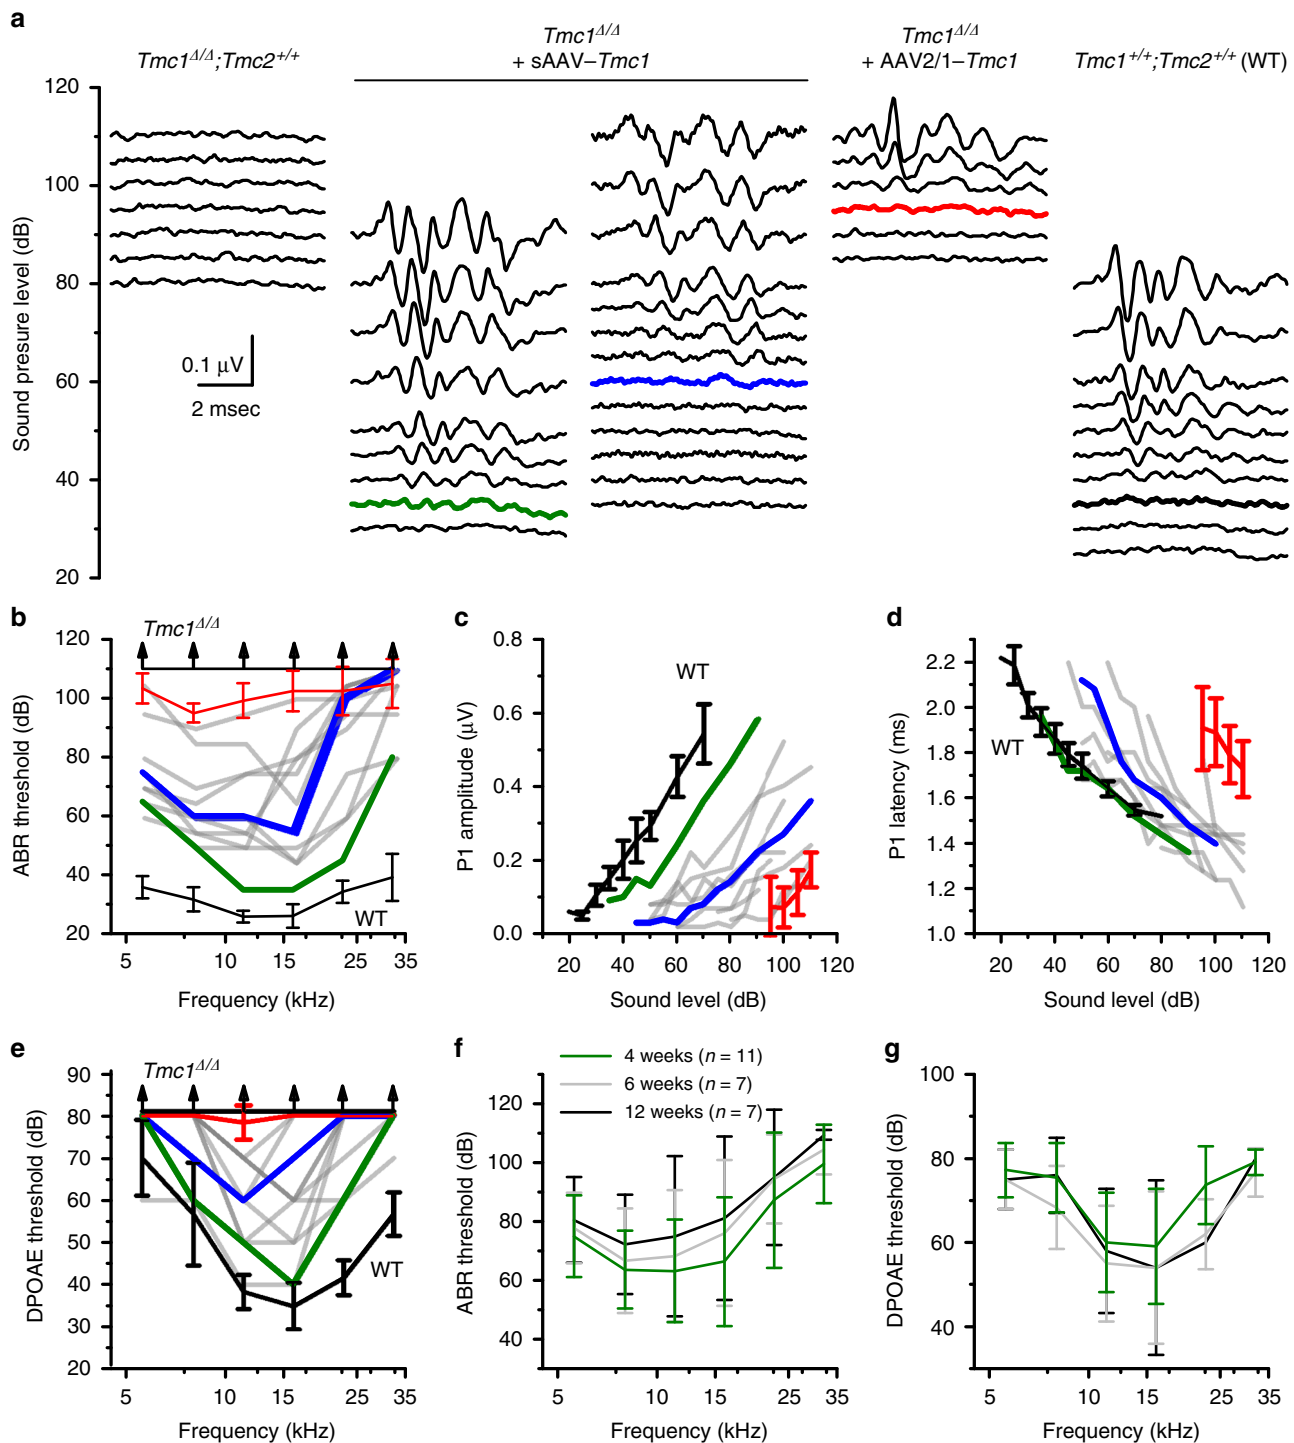 a
Tmc1Δ/Δ;Tmc2+/+
Tmc1Δ/Δ
+ sAAV–Tmc1
Tmc1Δ/Δ
+ AAV2/1–Tmc1
Tmc1+/+;Tmc2+/+ (WT)
Sound presure level (dB)
120
100
80
60
40
20
0.1 µV
2 msec
b
Tmc1Δ/Δ
ABR threshold (dB)
120
100
80
60
40
20
WT
5
10
15
25
35
Frequency (kHz)
c
P1 amplitude (µV)
0.8
0.6
0.4
0.2
0.0
WT
20
40
60
80
100
120
Sound level (dB)
d
P1 latency (ms)
2.2
2.0
1.8
1.6
1.4
1.2
1.0
WT
20
40
60
80
100
120
Sound level (dB)
e
Tmc1Δ/Δ
DPOAE threshold (dB)
90
80
70
60
50
40
30
20
WT
5
10
15
25
35
Frequency (kHz)
f
4 weeks (n = 11)
6 weeks (n = 7)
12 weeks (n = 7)
ABR threshold (dB)
120
100
80
60
40
5
10
15
25
35
Frequency (kHz)
g
DPOAE threshold (dB)
100
80
60
40
5
10
15
25
35
Frequency (kHz)